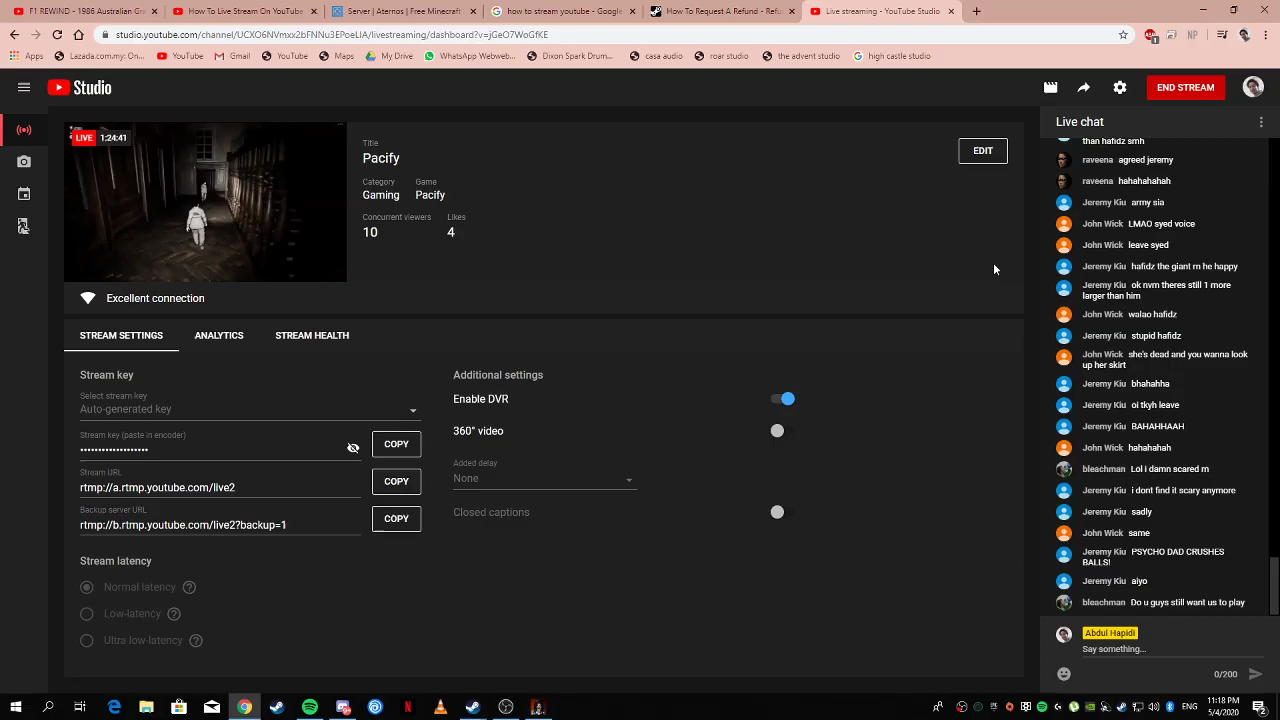 F1 REWIND - 1986 Australian Gr
How To Live Stream On YouTube
Server | Aternos | Free Minecraft
how to stream youtube - Google
How To Request A Refund - Refun
Live streaming - YouTube Studio
studio.youtube.com/channel/UCXO6NVmxx2bFNNu3EPoeLIA/livestreaming/dashboard?v=jGeO7WoGfKE
Apps
Lazada.com.my: On...
YouTube
Gmail
YouTube
Maps
My Drive
WhatsApp Webové...
Dixon Spark Drum...
casa audio
roar studio
the advent studio
high castle studio
Studio
END STREAM
LIVE 1:24:41
Title
Pacify
EDIT
Category Game
Gaming Pacify
Concurrent viewers Likes
10 4
Excellent connection
STREAM SETTINGS ANALYTICS STREAM HEALTH
Stream key
Select stream key
Auto-generated key
Stream key (paste in encoder)
COPY
Stream URL
rtmp://a.rtmp.youtube.com/live2
COPY
Backup server URL
rtmp://b.rtmp.youtube.com/live2?backup=1
COPY
Stream latency
Normal latency
Low-latency
Ultra low-latency
Additional settings
Enable DVR
360° video
Added delay
None
Closed captions
Live chat
than hafidz smh
raveena agreed jeremy
raveena hahahahahah
Jeremy Kiu army sia
John Wick LMAO syed voice
John Wick leave syed
Jeremy Kiu hafidz the giant rn he happy
Jeremy Kiu ok nvm theres still 1 more
larger than him
John Wick walao hafidz
Jeremy Kiu stupid hafidz
John Wick she's dead and you wanna look
up her skirt
Jeremy Kiu bhahahha
Jeremy Kiu oi tkyh leave
Jeremy Kiu BAHAHHAAH
John Wick hahahahah
bleachman Lol i damn scared rn
Jeremy Kiu i dont find it scary anymore
Jeremy Kiu sadly
John Wick same
Jeremy Kiu PSYCHO DAD CRUSHES
BALLS!
Jeremy Kiu aiyo
bleachman Do u guys still want us to play
Abdul Hapidi
Say something...
0/200
11:18 PM
5/4/2020